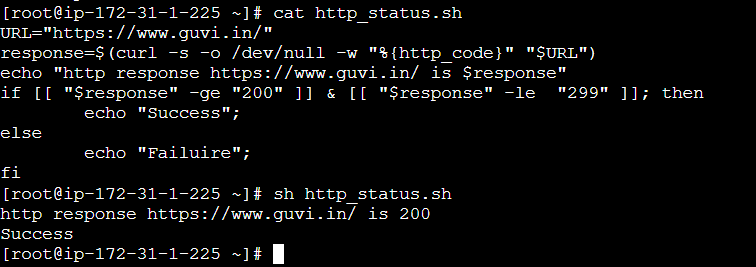 [root@ip-172-31-1-225 ~]# cat http_status.sh
URL="https://www.guvi.in/"
response=$(curl -s -o /dev/null -w "%{http_code}" "$URL")
echo "http response https://www.guvi.in/ is $response"
if [[ "$response" -ge "200" ]] & [[ "$response" -le  "299" ]]; then
        echo "Success";
else
        echo "Failuire";
fi
[root@ip-172-31-1-225 ~]# sh http_status.sh
http response https://www.guvi.in/ is 200
Success
[root@ip-172-31-1-225 ~]#